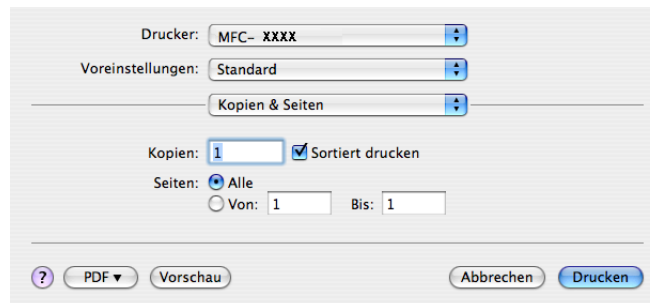 Drucker: MFC- XXXX
Voreinstellungen: Standard
Kopien & Seiten
Kopien: 1 Sortiert drucken
Seiten: Alle
Von: 1 Bis: 1
? PDF ▼ Vorschau Abbrechen Drucken